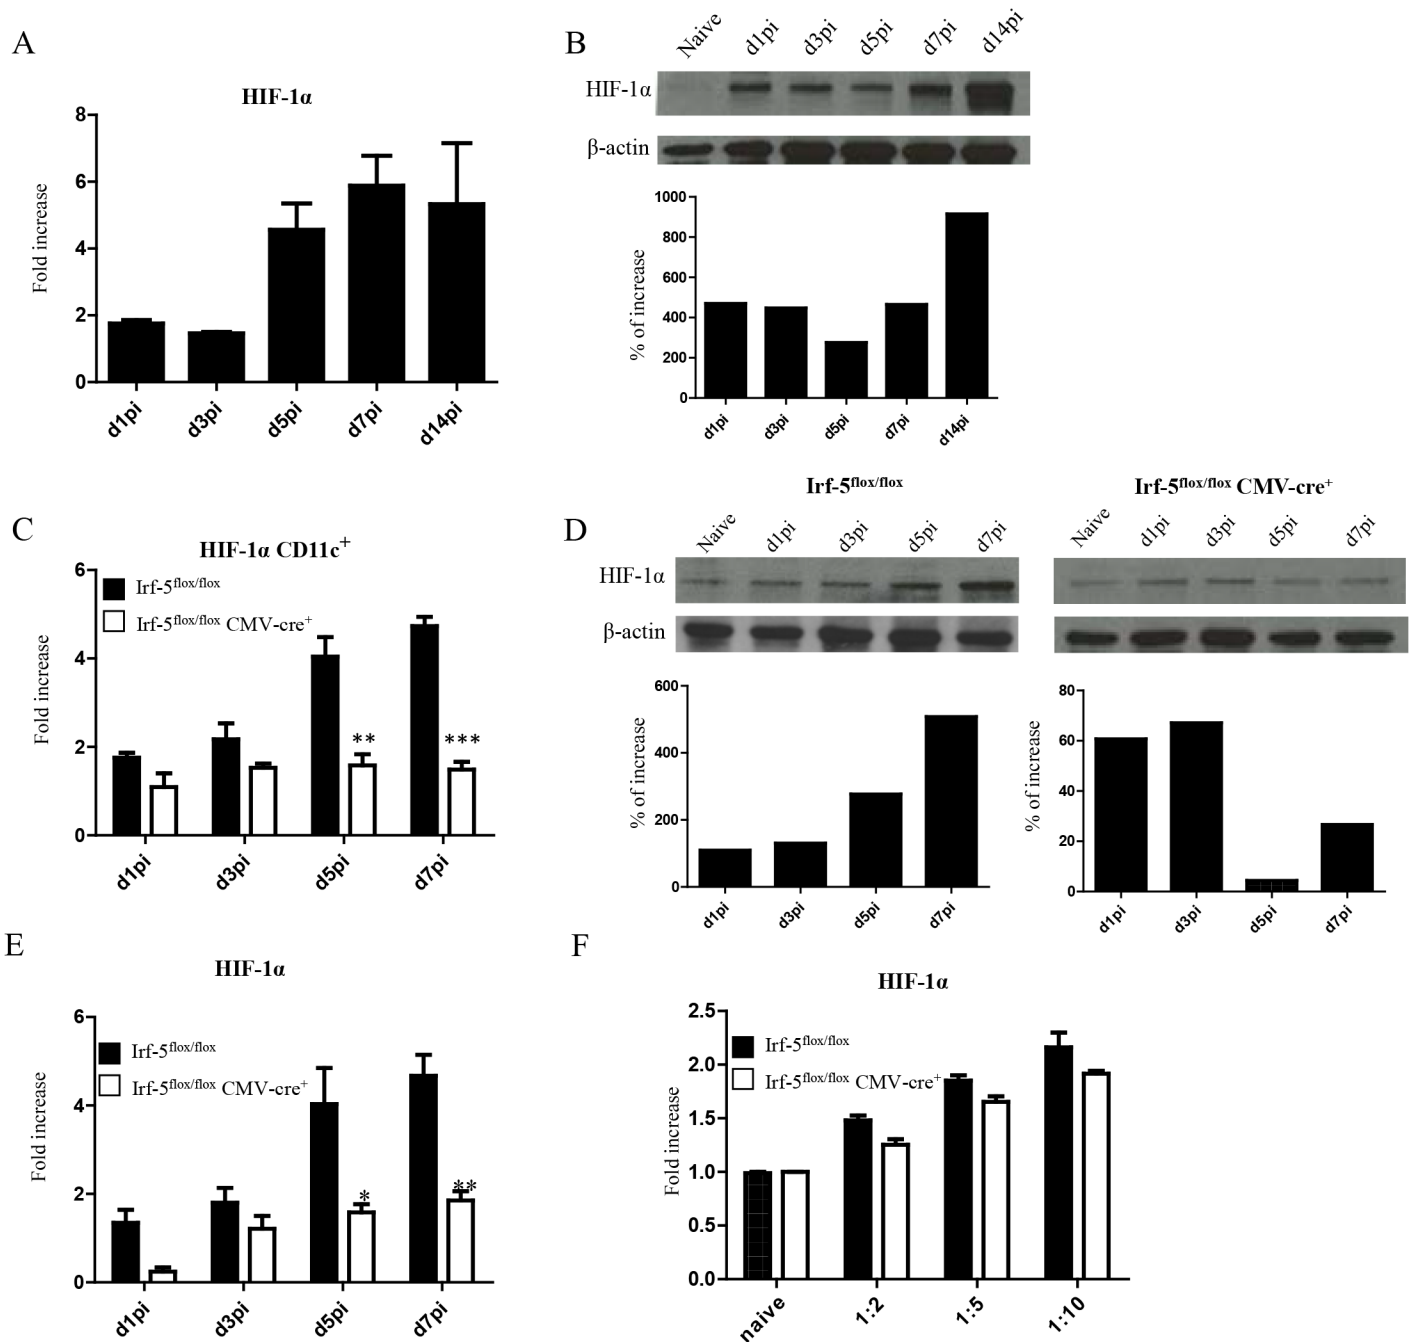 A
HIF-1α
Fold increase
8
6
4
2
0
d1pi
d3pi
d5pi
d7pi
d14pi
B
Naive
d1pi
d3pi
d5pi
d7pi
d14pi
HIF-1α
β-actin
% of increase
1000
800
600
400
200
0
d1pi
d3pi
d5pi
d7pi
d14pi
C
HIF-1α CD11c+
Irf-5flox/flox
Irf-5flox/flox CMV-cre+
Fold increase
6
4
2
0
**
***
d1pi
d3pi
d5pi
d7pi
D
Irf-5flox/flox
Naive
d1pi
d3pi
d5pi
d7pi
HIF-1α
β-actin
% of increase
600
400
200
0
d1pi
d3pi
d5pi
d7pi
Irf-5flox/flox CMV-cre+
Naive
d1pi
d3pi
d5pi
d7pi
% of increase
80
60
40
20
0
d1pi
d3pi
d5pi
d7pi
E
HIF-1α
Irf-5flox/flox
Irf-5flox/flox CMV-cre+
Fold increase
6
4
2
0
*
**
d1pi
d3pi
d5pi
d7pi
F
HIF-1α
Irf-5flox/flox
Irf-5flox/flox CMV-cre+
Fold increase
2.5
2.0
1.5
1.0
0.5
0.0
naive
1:2
1:5
1:10